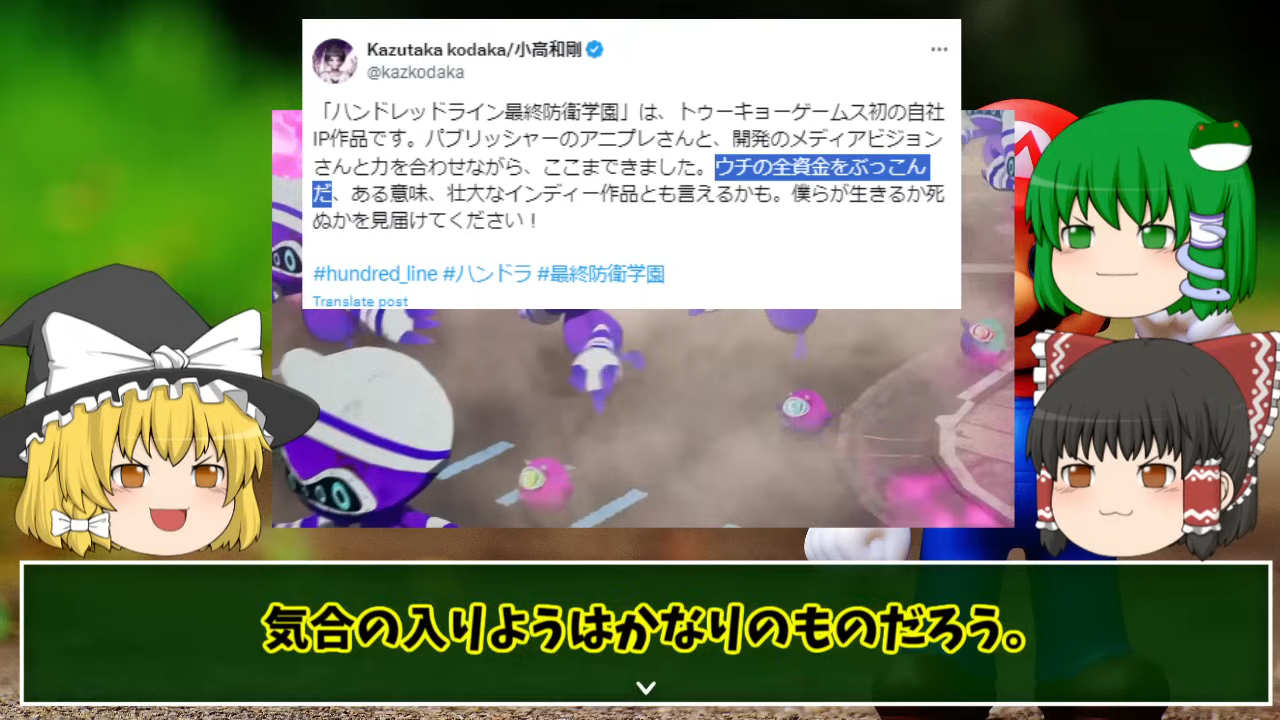 Kazutaka kodaka/小高和剛
@kazkodaka
「ハンドレッドライン最終防衛学園」は、トゥーキョーゲームス初の自社
IP作品です。パブリッシャーのアニプレさんと、開発のメディアビジョン
さんと力を合わせながら、ここまできました。ウチの全資金をぶっこん
だ、ある意味、壮大なインディー作品とも言えるかも。僕らが生きるか死
ぬかを見届けてください！
#hundred_line #ハンドラ #最終防衛学園
Translate post
気合の入りようはかなりのものだろう。